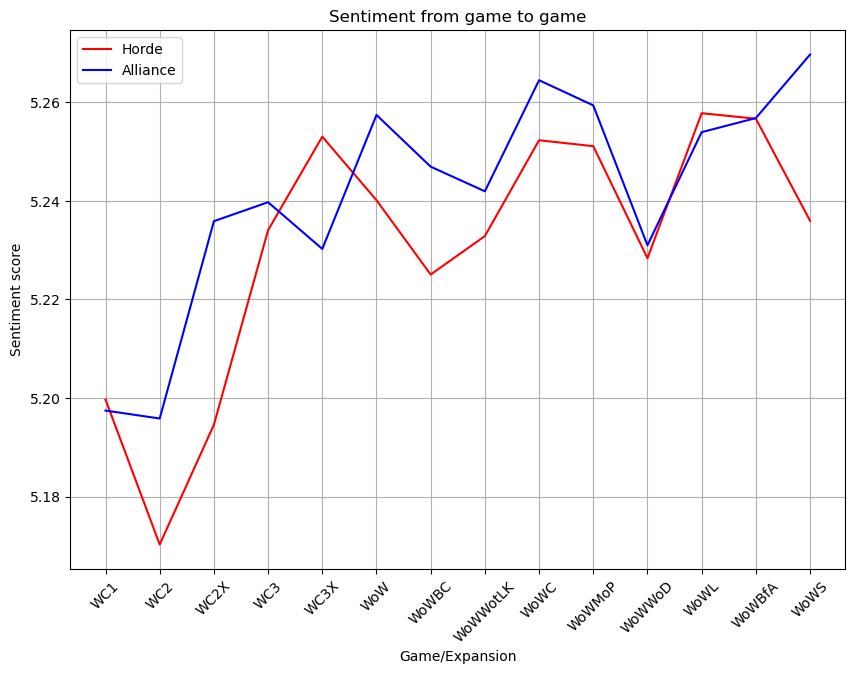 Sentiment from game to game
Horde
Alliance
Sentiment score
5.26
5.24
5.22
5.20
5.18
WC1
WC2
WC2X
WC3
WC3X
WoW
WoWBC
WoWWotLK
WoWC
WoWMoP
WoWWoD
WoWL
WoWBfA
WoWS
Game/Expansion